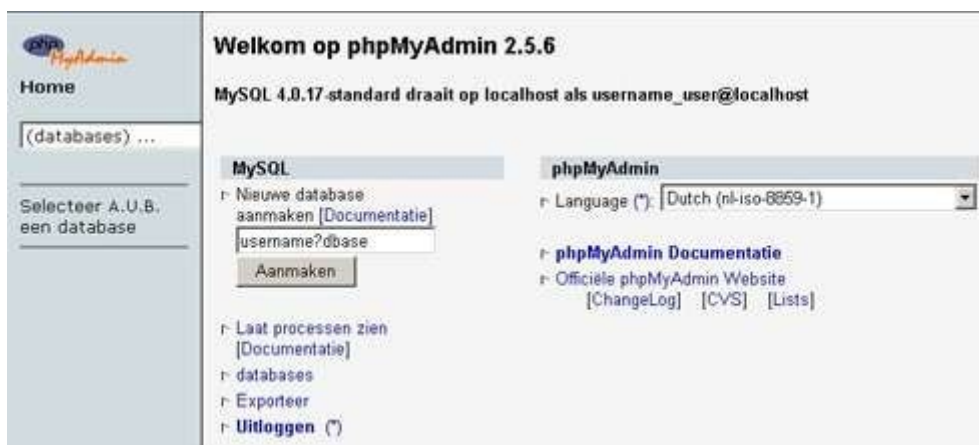 php
MyAdmin
Home
(databases) ...
Selecteer A.U.B.
een database
Welkom op phpMyAdmin 2.5.6
MySQL 4.0.17-standard draait op localhost als username_user@localhost
MySQL
Nieuwe database
aanmaken [Documentatie]
username?dbase
Aanmaken
Laat processen zien
[Documentatie]
databases
Exporteer
Uitloggen (*)
phpMyAdmin
Language (*): Dutch (nl-iso-8859-1)
phpMyAdmin Documentatie
Officiële phpMyAdmin Website
[ChangeLog] [CVS] [Lists]